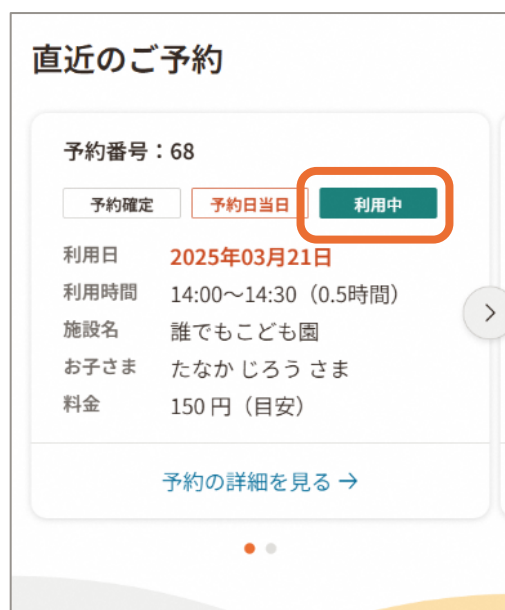 直近のご予約
予約番号：68
予約確定 予約日当日 利用中
利用日 2025年03月21日
利用時間 14:00～14:30（0.5時間）
施設名 誰でもこども園
お子さま たなか じろう さま
料金 150 円（目安）
予約の詳細を見る →